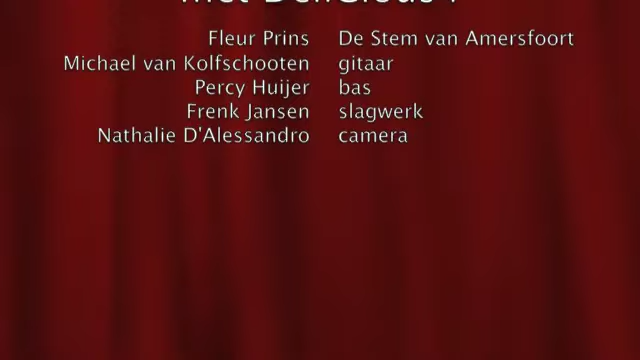 Fleur Prins De Stem van Amersfoort
Michael van Kolfschooten gitaar
Percy Huijer bas
Frenk Jansen slagwerk
Nathalie D'Alessandro camera